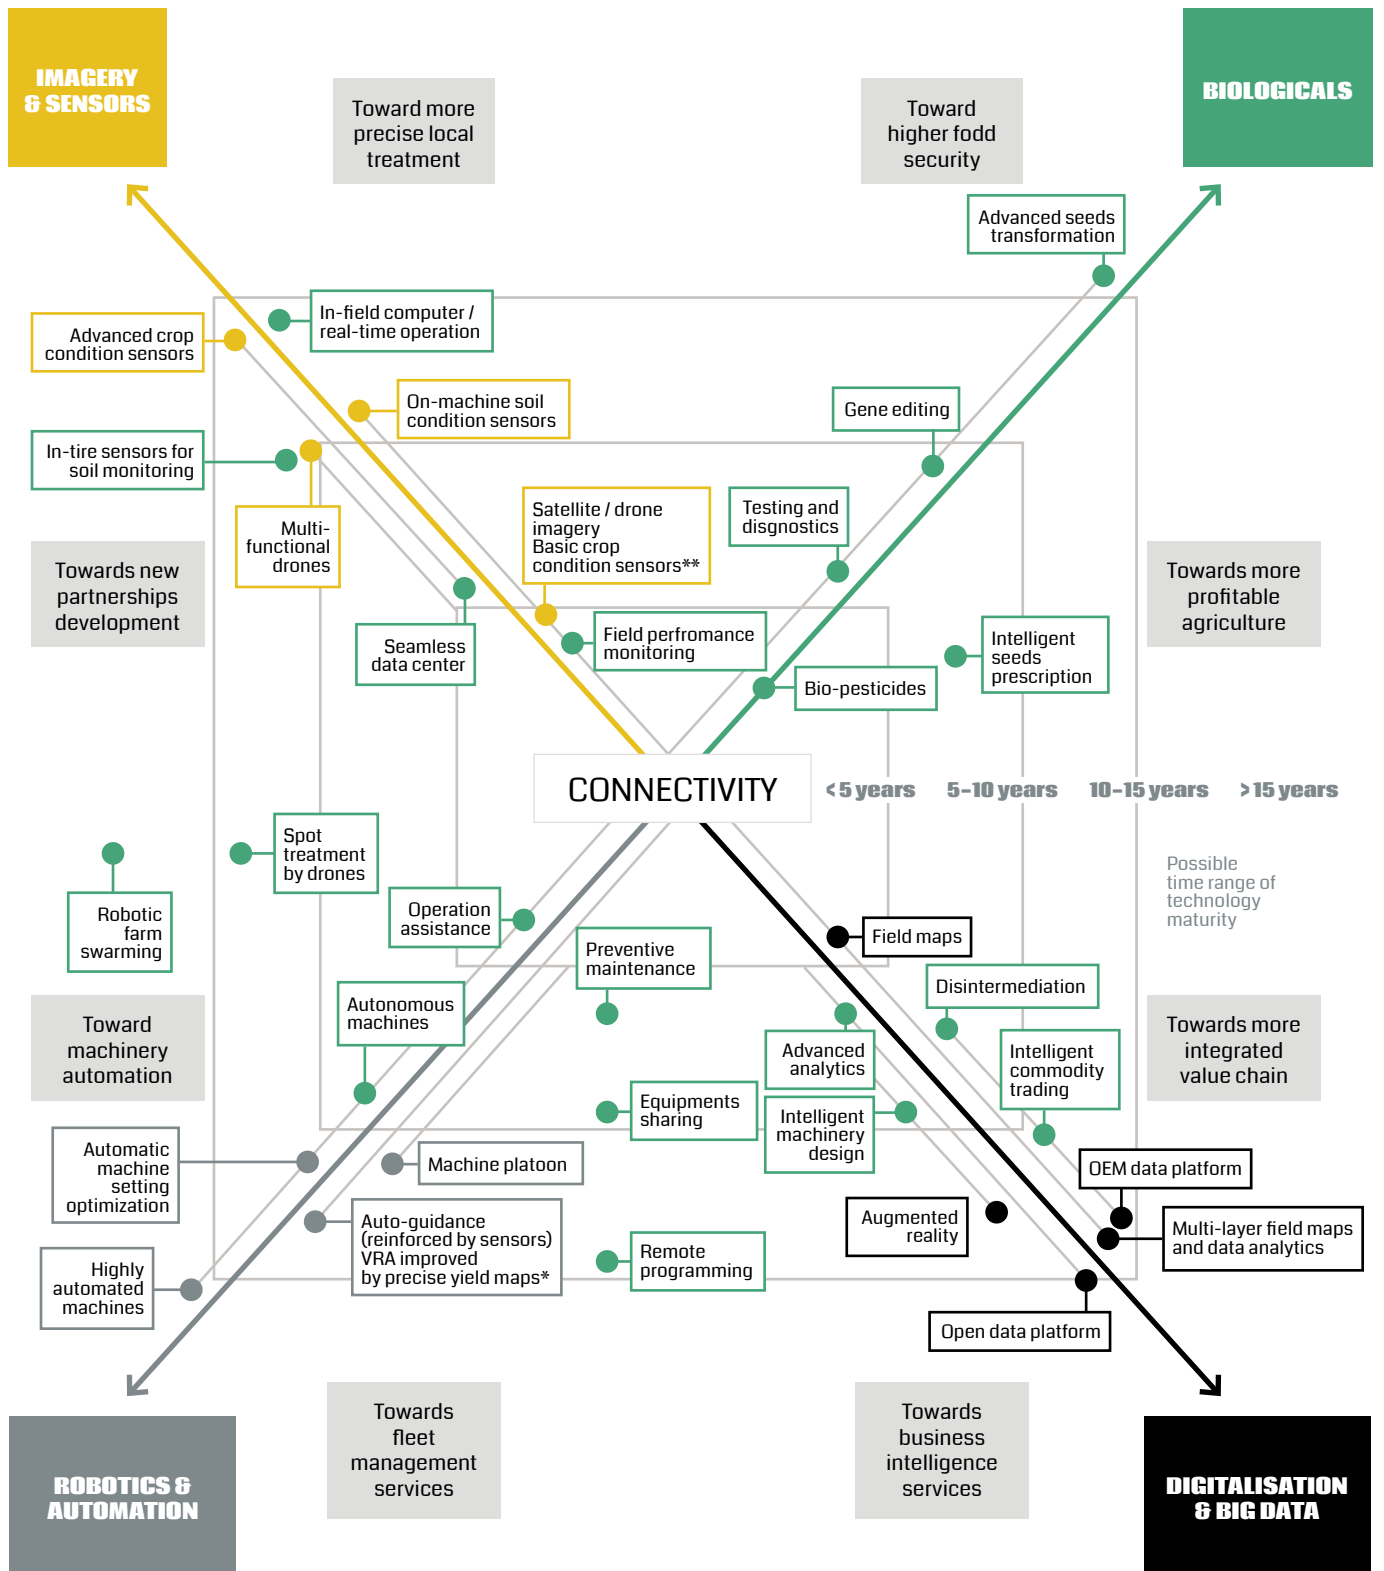 IMAGERY
& SENSORS
BIOLOGICALS
Toward more
precise local
treatment
Toward
higher fodd
security
Advanced seeds
transformation
In-field computer /
real-time operation
Advanced crop
condition sensors
On-machine soil
condition sensors
Gene editing
In-tire sensors for
soil monitoring
Multi-
functional
drones
Satellite / drone
imagery
Basic crop
condition sensors**
Testing and
disgnostics
Towards new
partnerships
development
Towards more
profitable
agriculture
Seamless
data center
Field perfromance
monitoring
Intelligent
seeds
prescription
Bio-pesticides
CONNECTIVITY
< 5 years
5-10 years
10-15 years
> 15 years
Possible
time range of
technology
maturity
Spot
treatment
by drones
Robotic
farm
swarming
Operation
assistance
Field maps
Preventive
maintenance
Disintermediation
Autonomous
machines
Toward
machinery
automation
Advanced
analytics
Intelligent
commodity
trading
Towards more
integrated
value chain
Equipments
sharing
Intelligent
machinery
design
Automatic
machine
setting
optimization
Machine platoon
OEM data platform
Auto-guidance
(reinforced by sensors)
VRA improved
by precise yield maps*
Augmented
reality
Multi-layer field maps
and data analytics
Highly
automated
machines
Remote
programming
Open data platform
Towards
fleet
management
services
Towards
business
intelligence
services
ROBOTICS &
AUTOMATION
DIGITALISATION
& BIG DATA